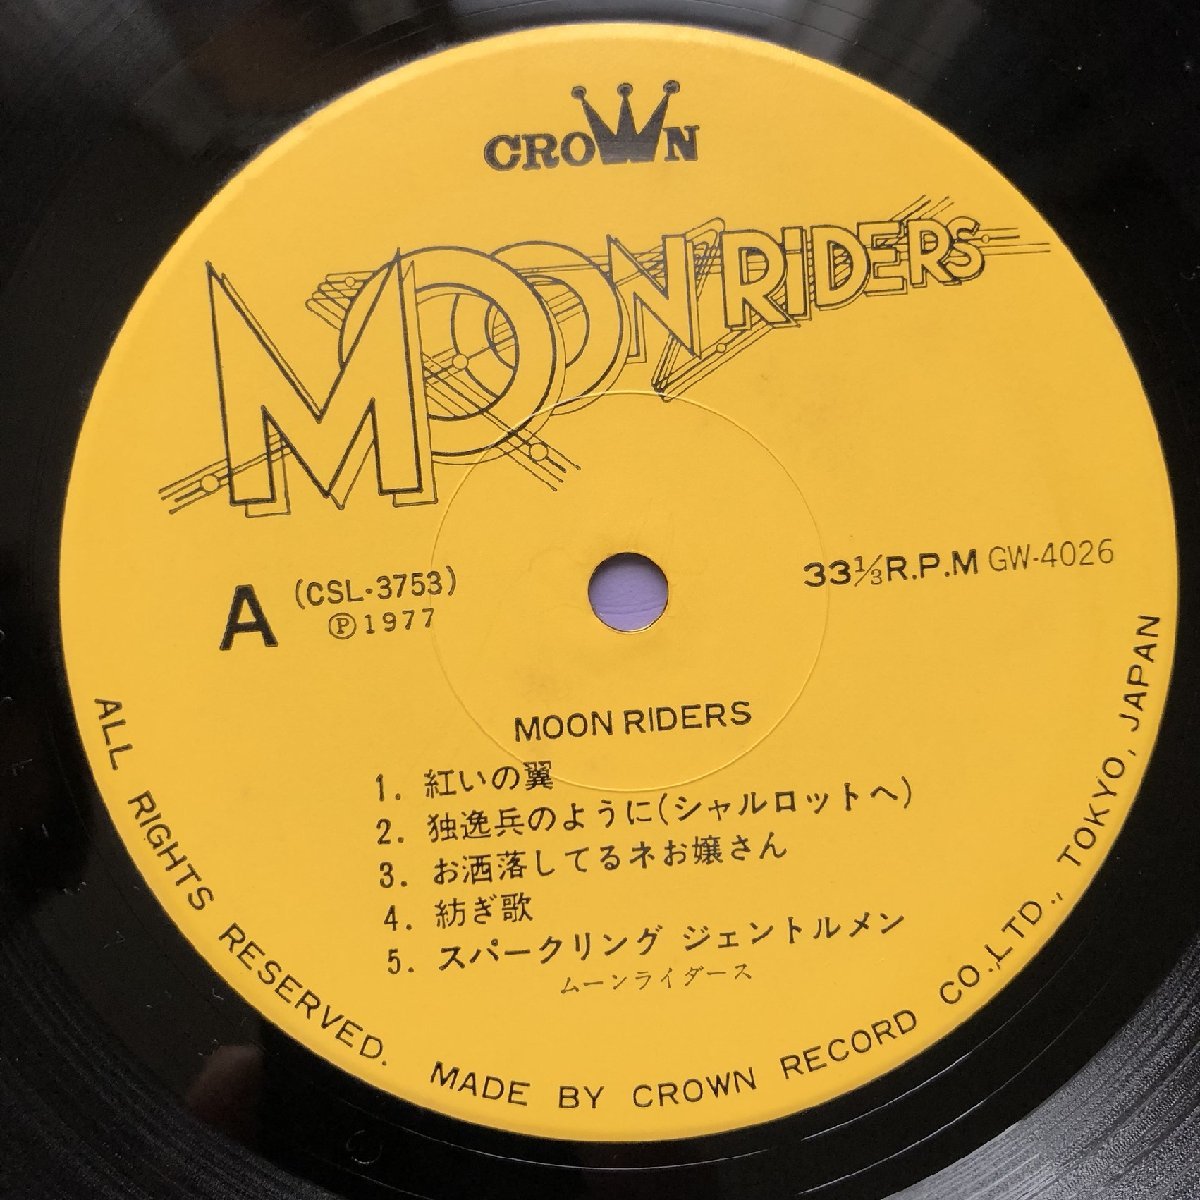 CROWN
MOONRIDERS
A (CSL-3753)
Ⓟ1977
33 1/3 R.P.M GW-4026
MOON RIDERS
1. 紅いの翼
2. 独逸兵のように(シャルロットへ)
3. お洒落してるネお嬢さん
4. 紡ぎ歌
5. スパークリング ジェントルメン
ムーンライダース
ALL RIGHTS RESERVED. MADE BY CROWN RECORD CO.,LTD., TOKYO, JAPAN